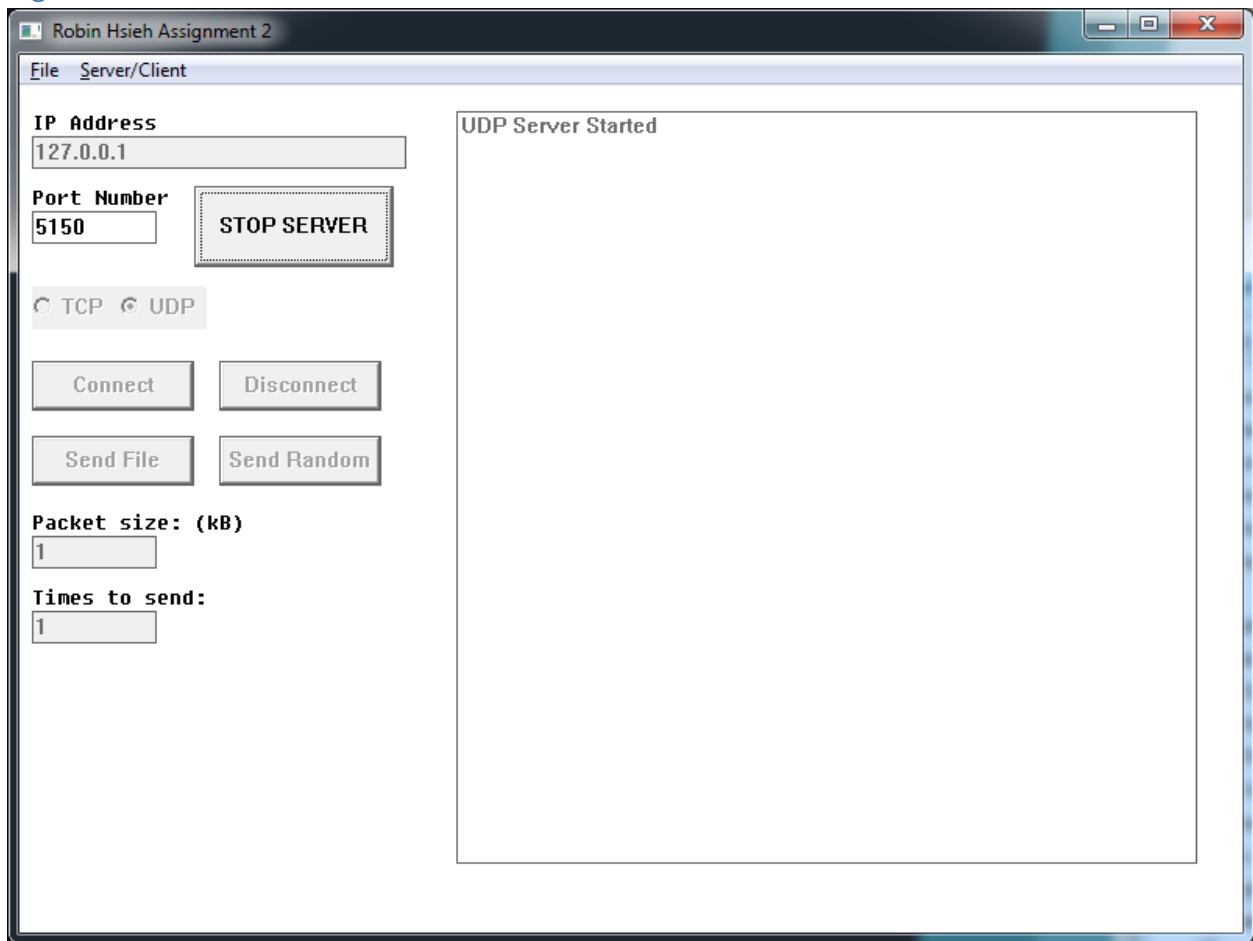 Robin Hsieh Assignment 2
File Server/Client
IP Address
127.0.0.1
Port Number
5150
STOP SERVER
TCP UDP
Connect Disconnect
Send File Send Random
Packet size: (kB)
1
Times to send:
1
UDP Server Started